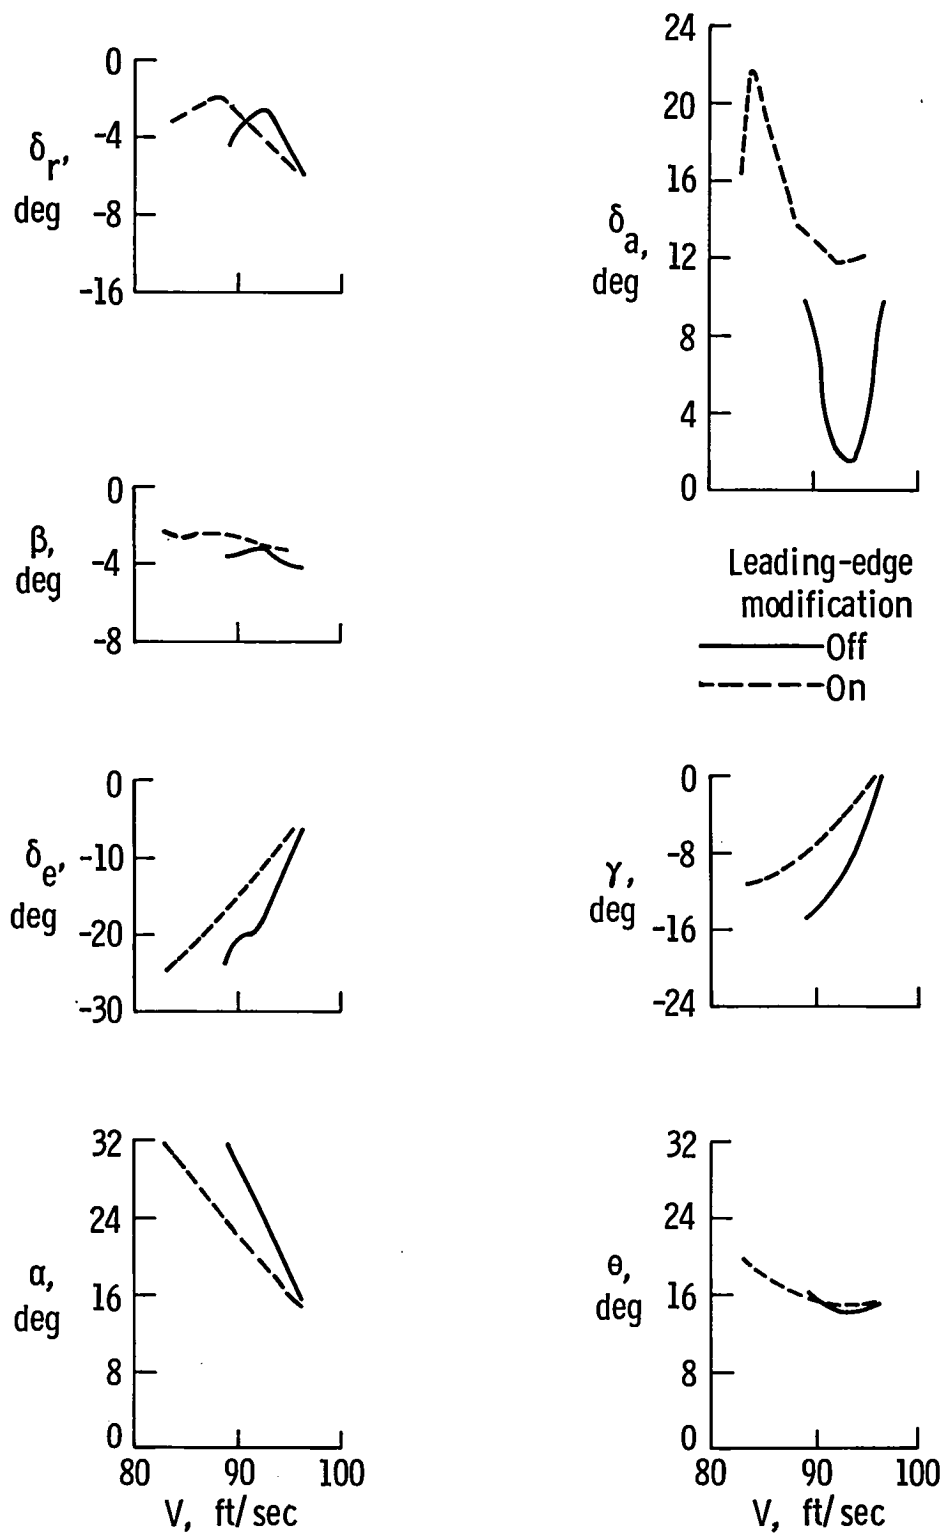 0
-4
-8
-16
δr,
deg
24
20
16
12
8
4
0
δa,
deg
0
-4
-8
β,
deg
Leading-edge
modification
Off
On
0
-10
-20
-30
δe,
deg
0
-8
-16
-24
γ,
deg
32
24
16
8
0
α,
deg
80 90 100
V, ft/sec
32
24
16
8
0
θ,
deg
80 90 100
V, ft/sec